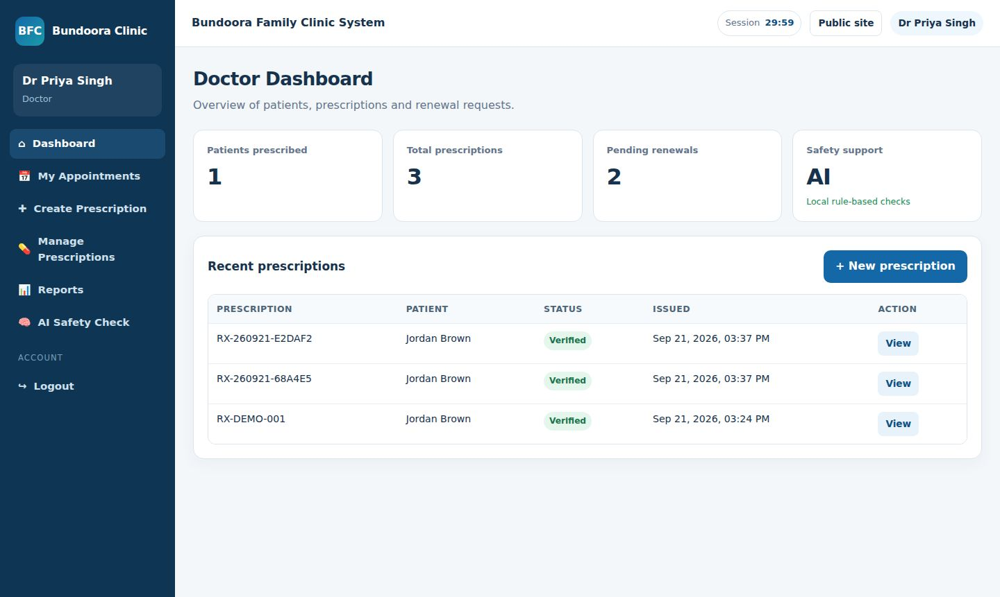 BFC Bundoora Clinic
Dr Priya Singh
Doctor
Dashboard
My Appointments
Create Prescription
Manage
Prescriptions
Reports
AI Safety Check
ACCOUNT
Logout
Bundoora Family Clinic System
Session 29:59
Public site
Dr Priya Singh
Doctor Dashboard
Overview of patients, prescriptions and renewal requests.
Patients prescribed
1
Total prescriptions
3
Pending renewals
2
Safety support
AI
Local rule-based checks
Recent prescriptions
+ New prescription
PRESCRIPTION PATIENT STATUS ISSUED ACTION
RX-260921-E2DAF2 Jordan Brown Verified Sep 21, 2026, 03:37 PM View
RX-260921-68A4E5 Jordan Brown Verified Sep 21, 2026, 03:37 PM View
RX-DEMO-001 Jordan Brown Verified Sep 21, 2026, 03:24 PM View